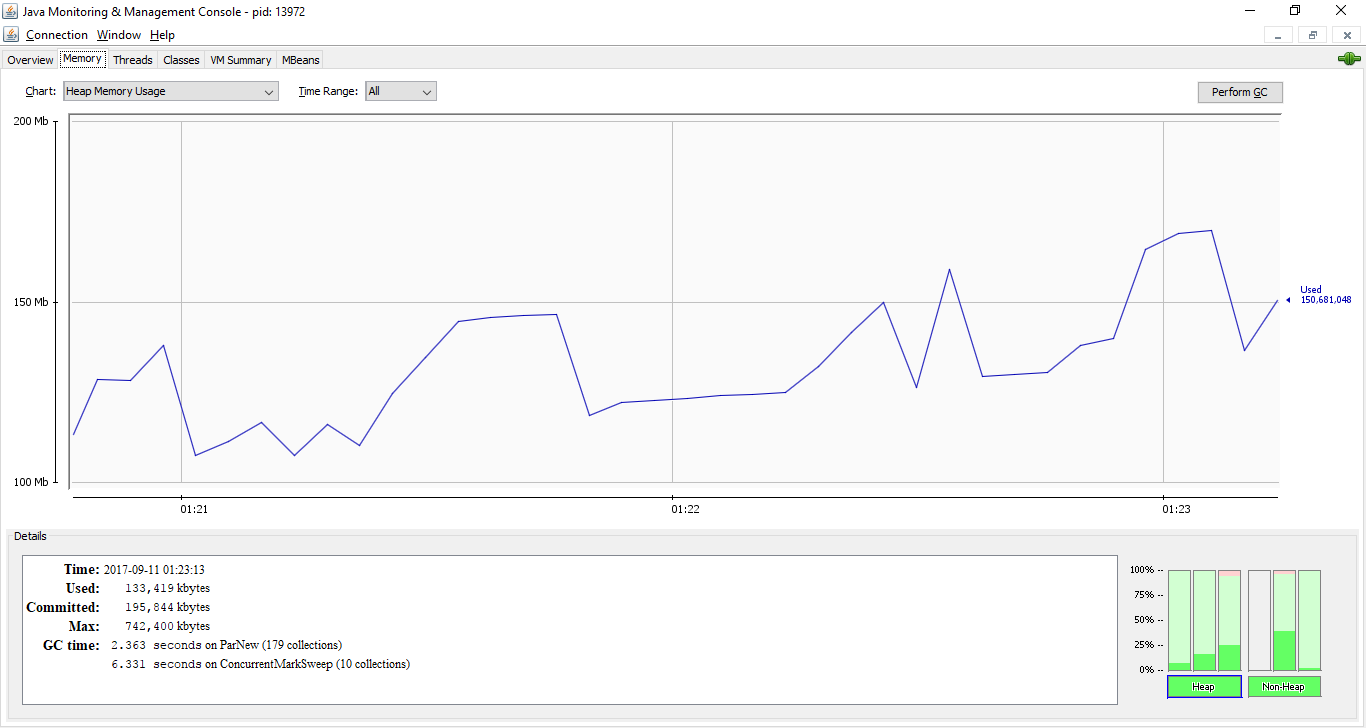 Java Monitoring & Management Console - pid: 13972
Connection Window Help
Overview Memory Threads Classes VM Summary MBeans
Chart: Heap Memory Usage Time Range: All Perform GC
200 Mb
150 Mb
100 Mb
Used
150,681,048
01:21 01:22 01:23
Details
Time: 2017-09-11 01:23:13
Used: 133,419 kbytes
Committed: 195,844 kbytes
Max: 742,400 kbytes
GC time: 2.363 seconds on ParNew (179 collections)
6.331 seconds on ConcurrentMarkSweep (10 collections)
100% --
75% --
50% --
25% --
0% --
Heap Non-Heap